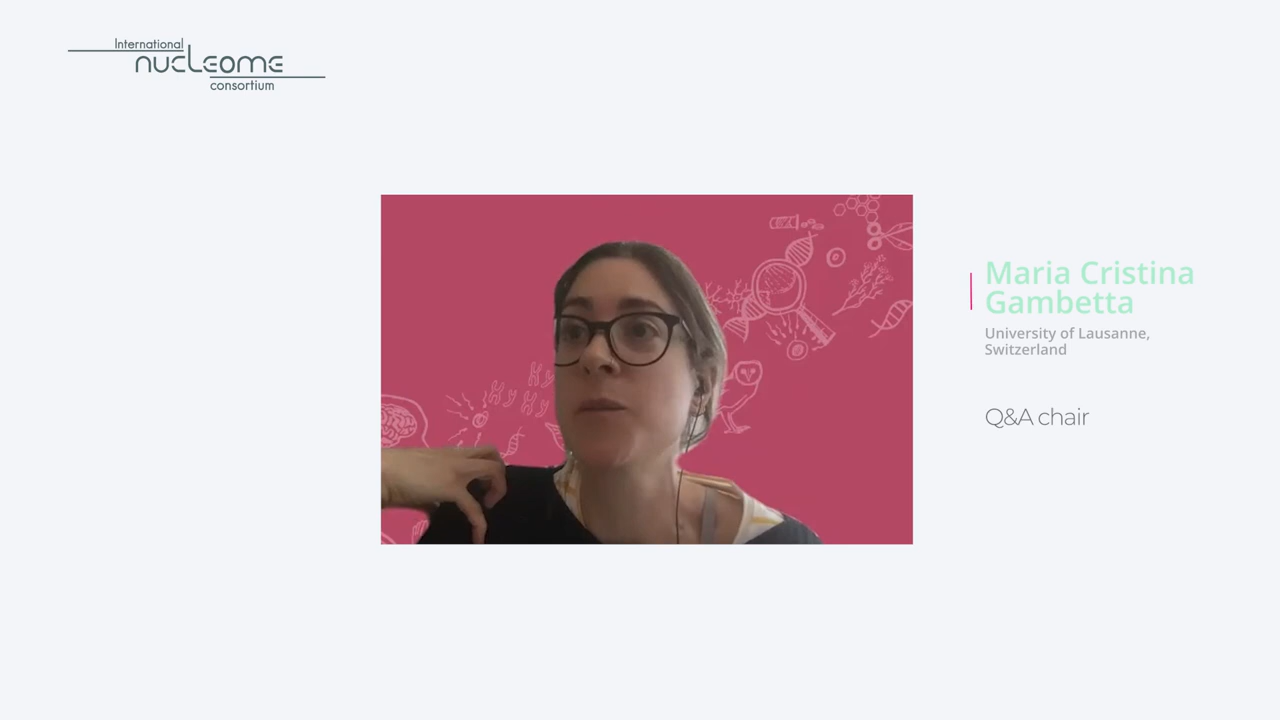 International
nucleome
consortium
Maria Cristina
Gambetta
University of Lausanne,
Switzerland
Q&A chair